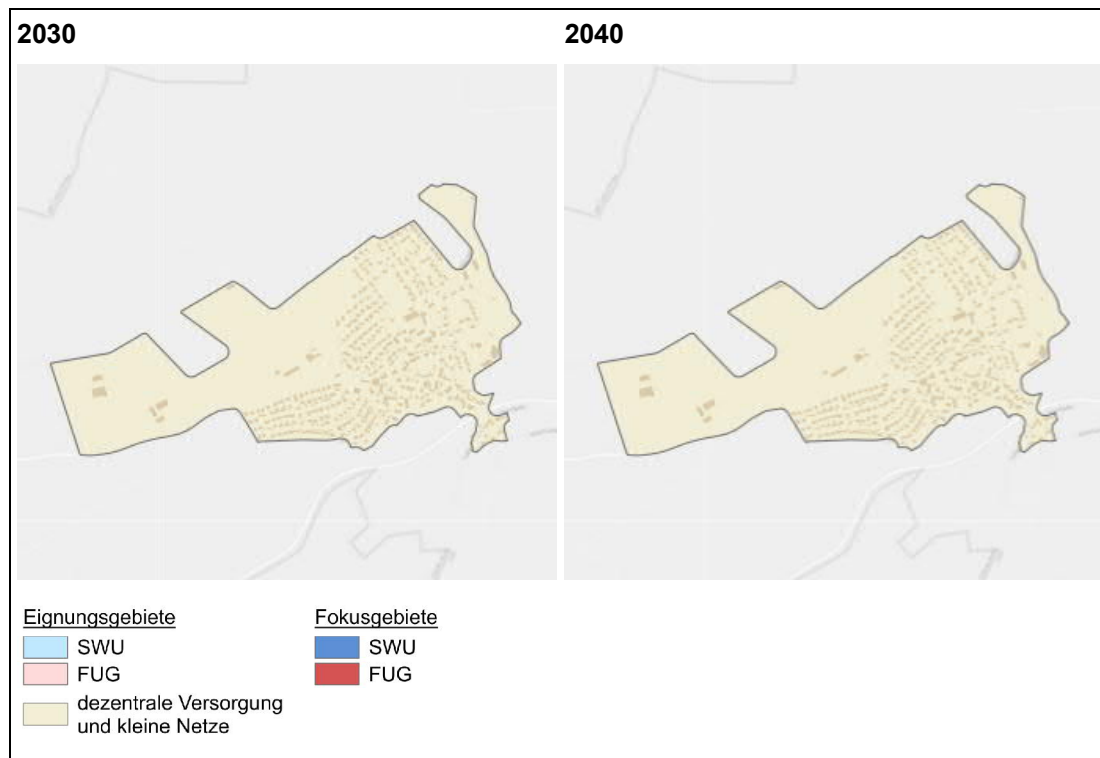 2030
2040
Eignungsgebiete
SWU
FUG
dezentrale Versorgung
und kleine Netze
Fokusgebiete
SWU
FUG